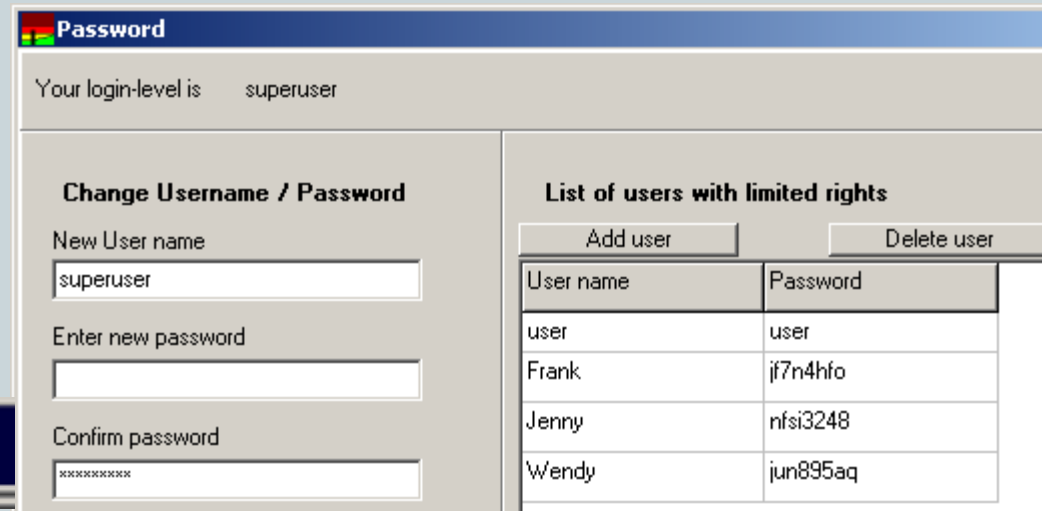 Password
Your login-level is superuser
Change Username / Password
New User name
superuser
Enter new password
Confirm password
×××××××××
List of users with limited rights
Add user Delete user
User name Password
user user
Frank jf7n4hfo
Jenny nfsi3248
Wendy jun895aq